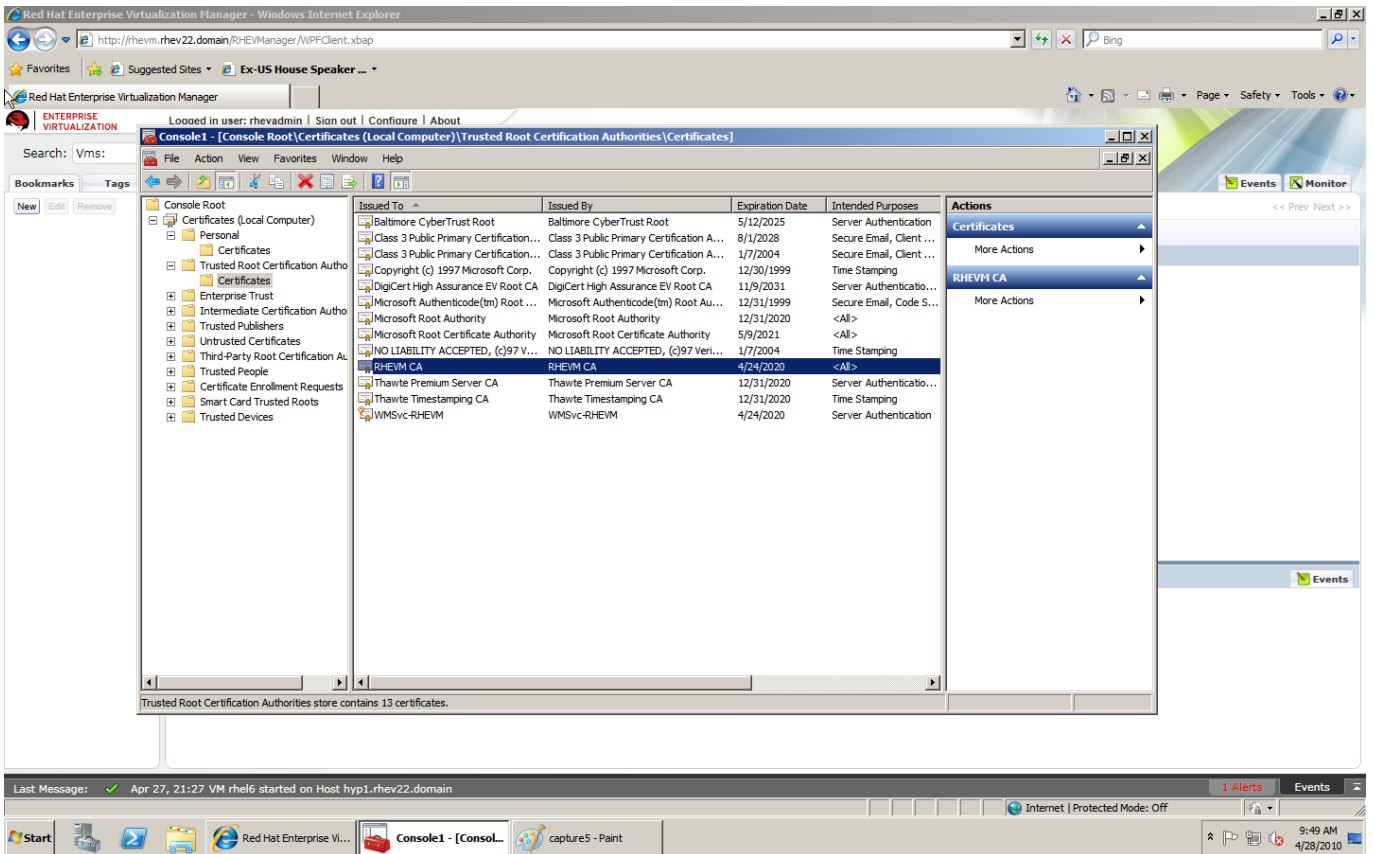 Red Hat Enterprise Virtualization Manager - Windows Internet Explorer
http://rhevm.rhev22.domain/RHEVManager/WPFClient.xbap
Bing
Favorites Suggested Sites Ex-US House Speaker ...
Red Hat Enterprise Virtualization Manager
Page Safety Tools
ENTERPRISE
VIRTUALIZATION
Logged in user: rhevadmin | Sign out | Configure | About
Search: Vms:
Bookmarks Tags
Events Monitor
New Edit Remove
<< Prev Next >>
Console1 - [Console Root\Certificates (Local Computer)\Trusted Root Certification Authorities\Certificates]
File Action View Favorites Window Help
Console Root
Certificates (Local Computer)
Personal
Certificates
Trusted Root Certification Autho
Certificates
Enterprise Trust
Intermediate Certification Autho
Trusted Publishers
Untrusted Certificates
Third-Party Root Certification Au
Trusted People
Certificate Enrollment Requests
Smart Card Trusted Roots
Trusted Devices
Issued To Issued By Expiration Date Intended Purposes
Baltimore CyberTrust Root Baltimore CyberTrust Root 5/12/2025 Server Authentication
Class 3 Public Primary Certification... Class 3 Public Primary Certification A... 8/1/2028 Secure Email, Client ...
Class 3 Public Primary Certification... Class 3 Public Primary Certification A... 1/7/2004 Secure Email, Client ...
Copyright (c) 1997 Microsoft Corp. Copyright (c) 1997 Microsoft Corp. 12/30/1999 Time Stamping
DigiCert High Assurance EV Root CA DigiCert High Assurance EV Root CA 11/9/2031 Server Authenticatio...
Microsoft Authenticode(tm) Root ... Microsoft Authenticode(tm) Root Au... 12/31/1999 Secure Email, Code S...
Microsoft Root Authority Microsoft Root Authority 12/31/2020 <All>
Microsoft Root Certificate Authority Microsoft Root Certificate Authority 5/9/2021 <All>
NO LIABILITY ACCEPTED, (c)97 V... NO LIABILITY ACCEPTED, (c)97 Veri... 1/7/2004 Time Stamping
RHEVM CA RHEVM CA 4/24/2020 <All>
Thawte Premium Server CA Thawte Premium Server CA 12/31/2020 Server Authenticatio...
Thawte Timestamping CA Thawte Timestamping CA 12/31/2020 Time Stamping
WMSvc-RHEVM WMSvc-RHEVM 4/24/2020 Server Authentication
Actions
Certificates
More Actions
RHEVM CA
More Actions
Trusted Root Certification Authorities store contains 13 certificates.
Events
Last Message: Apr 27, 21:27 VM rhel6 started on Host hyp1.rhev22.domain
1 Alerts Events
Internet | Protected Mode: Off
Start Red Hat Enterprise Vi... Console1 - [Consol... capture5 - Paint
9:49 AM
4/28/2010